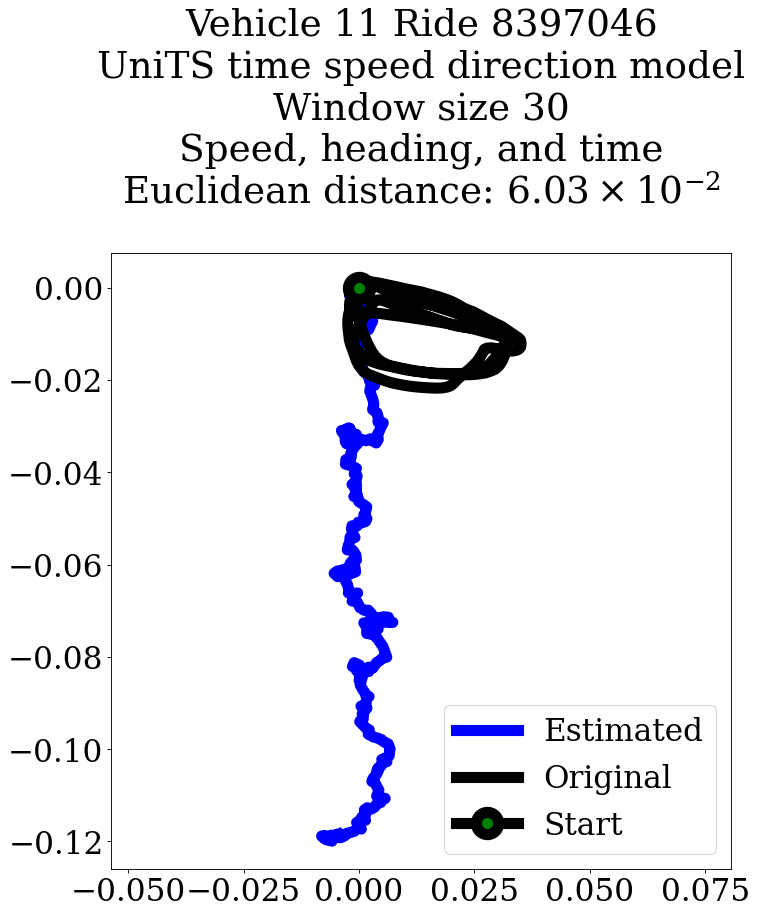 Vehicle 11 Ride 8397046
UniTS time speed direction model
Window size 30
Speed, heading, and time
Euclidean distance: 6.03 × 10⁻²
0.00
−0.02
−0.04
−0.06
−0.08
−0.10
−0.12
Estimated
Original
Start
−0.050 −0.025 0.000 0.025 0.050 0.075